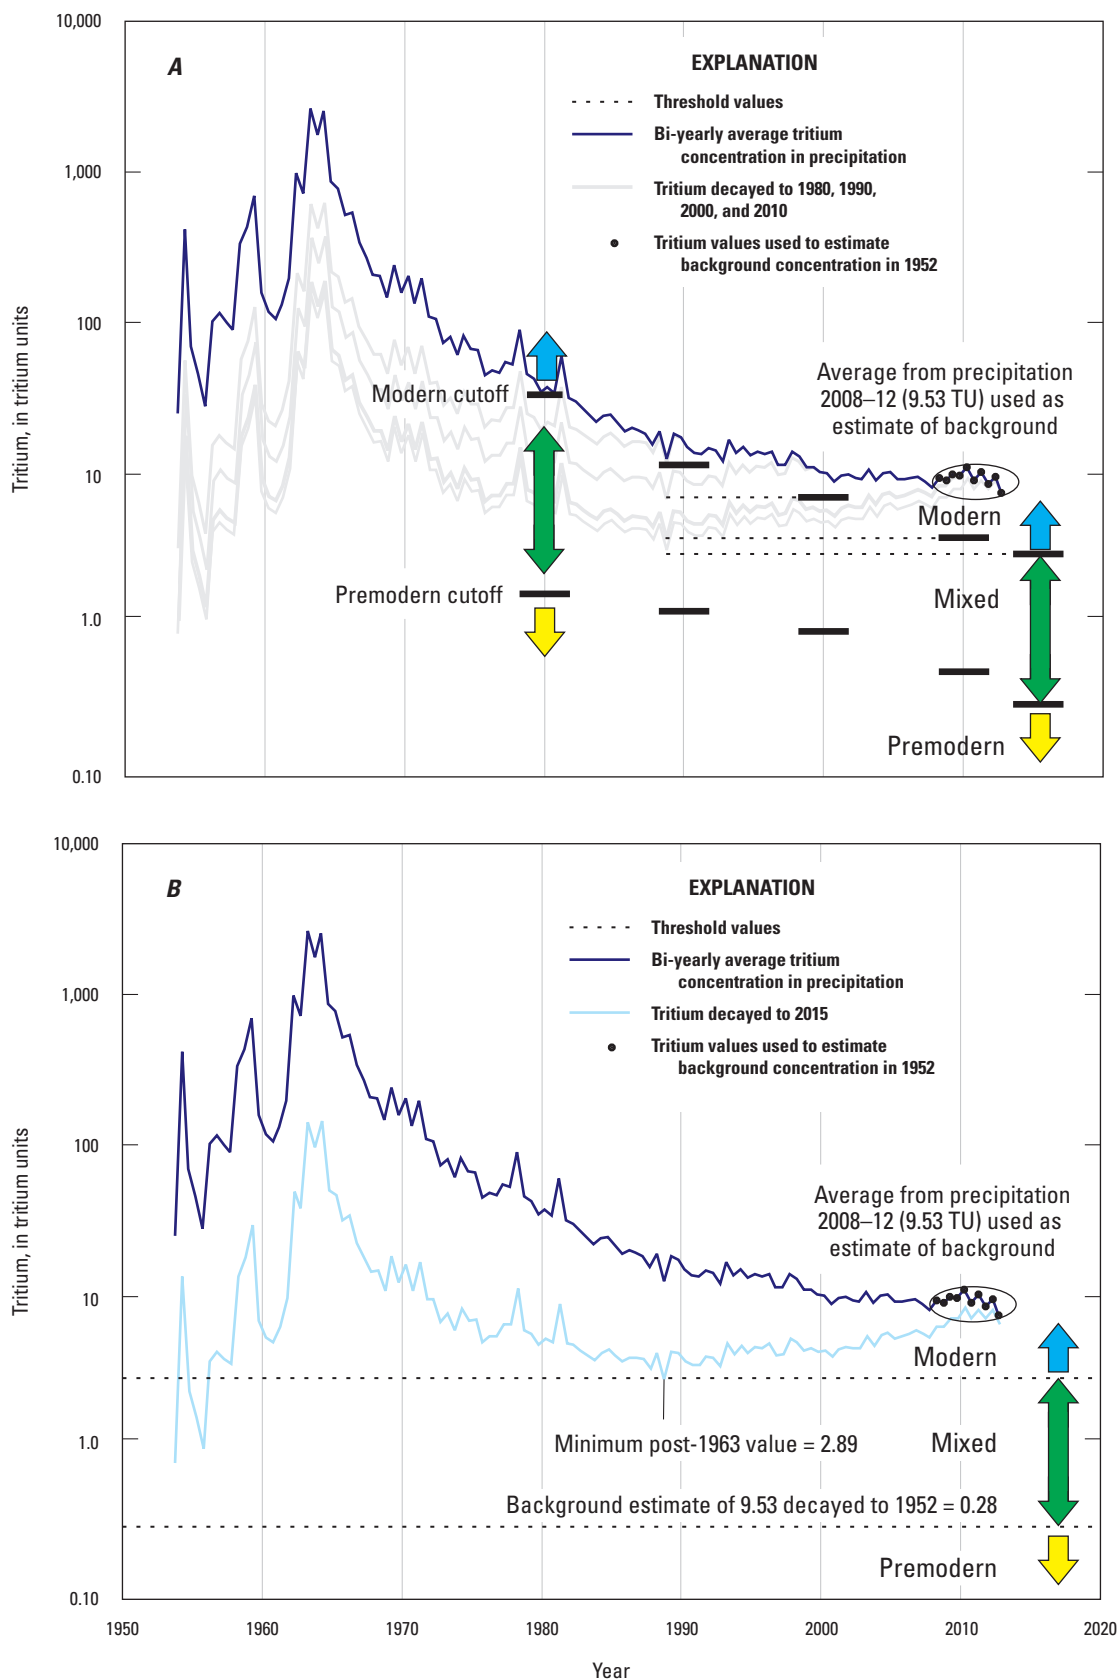 10,000
1,000
100
10
1.0
0.10
Tritium, in tritium units
A
EXPLANATION
Threshold values
Bi-yearly average tritium
concentration in precipitation
Tritium decayed to 1980, 1990,
2000, and 2010
Tritium values used to estimate
background concentration in 1952
Modern cutoff
Premodern cutoff
Average from precipitation
2008–12 (9.53 TU) used as
estimate of background
Modern
Mixed
Premodern
10,000
1,000
100
10
1.0
0.10
Tritium, in tritium units
B
EXPLANATION
Threshold values
Bi-yearly average tritium
concentration in precipitation
Tritium decayed to 2015
Tritium values used to estimate
background concentration in 1952
Average from precipitation
2008–12 (9.53 TU) used as
estimate of background
Modern
Minimum post-1963 value = 2.89
Mixed
Background estimate of 9.53 decayed to 1952 = 0.28
Premodern
1950 1960 1970 1980 1990 2000 2010 2020
Year